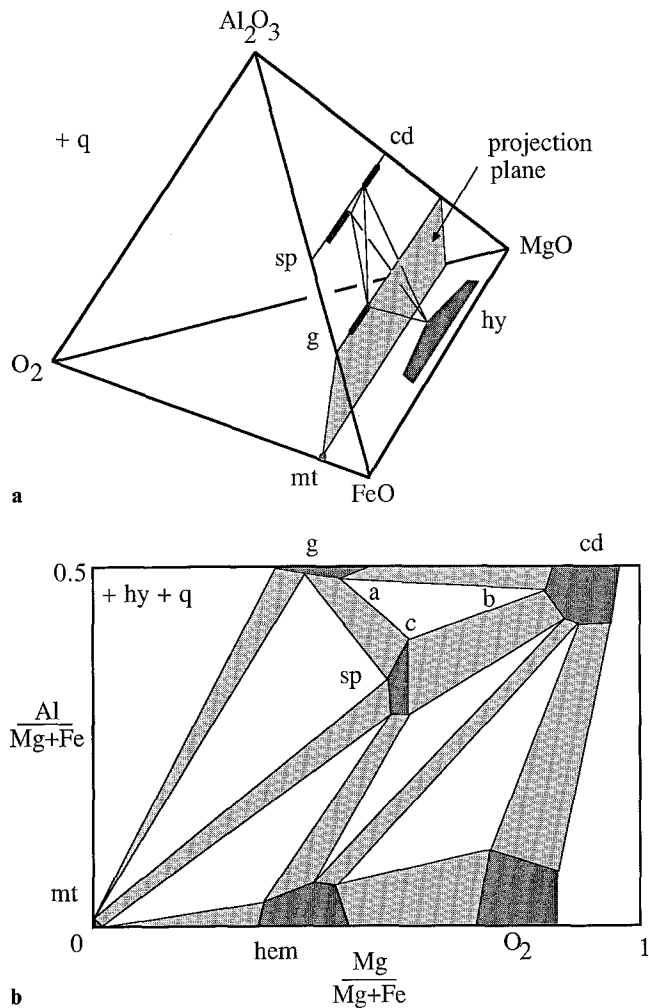 Al₂O₃
+ q
cd
projection
plane
MgO
sp
hy
g
O₂
mt
FeO
a
g
cd
0.5
+ hy + q
a
b
c
sp
Al
Mg+Fe
mt
0
hem
Mg
Mg+Fe
O₂
1
b